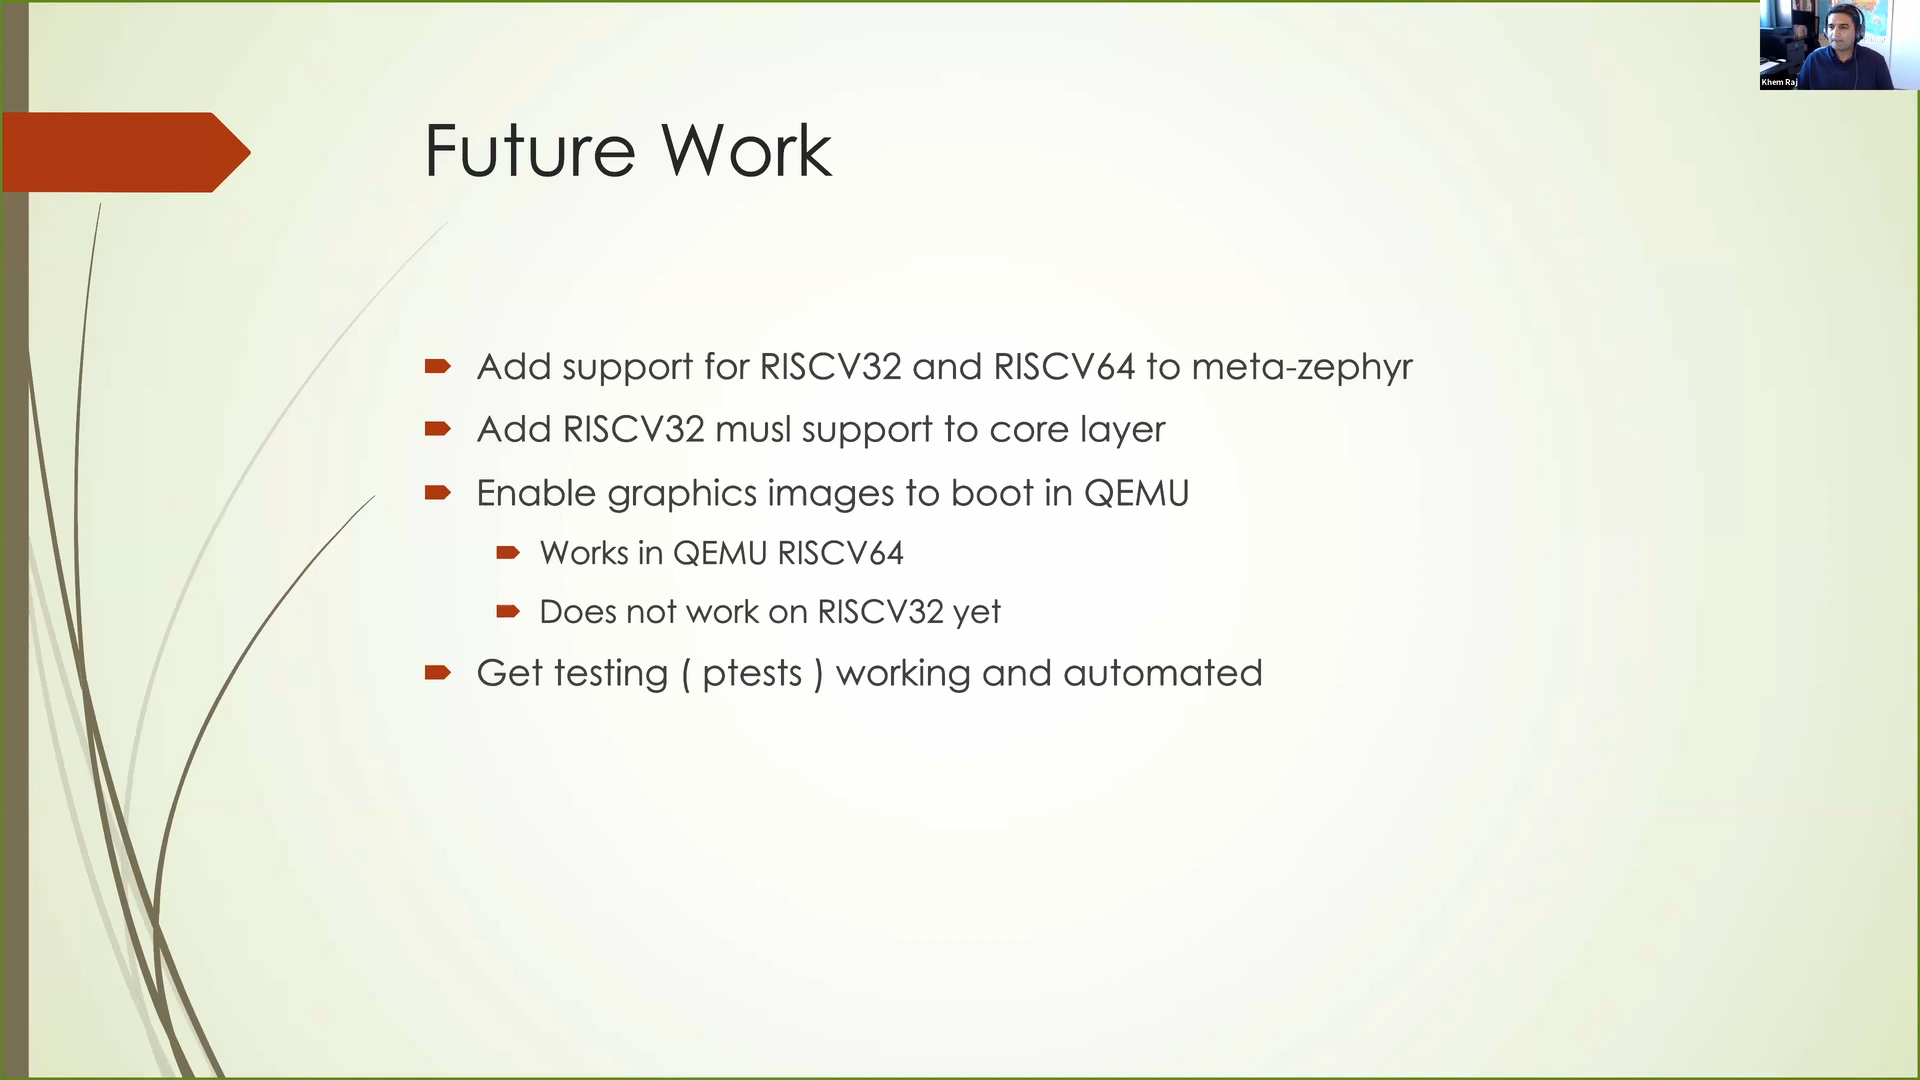 Khem Raj
Future Work
Add support for RISCV32 and RISCV64 to meta-zephyr
Add RISCV32 musl support to core layer
Enable graphics images to boot in QEMU
Works in QEMU RISCV64
Does not work on RISCV32 yet
Get testing ( ptests ) working and automated